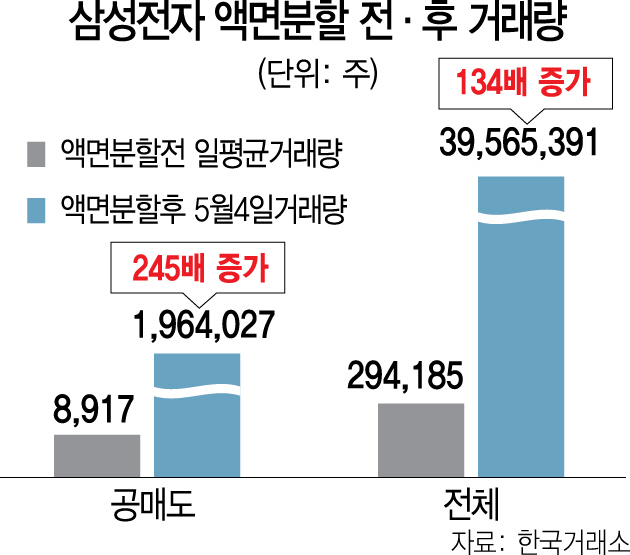 삼성전자 액면분할 전·후 거래량
(단위: 주)
134배 증가
39,565,391
액면분할전 일평균거래량
액면분할후 5월4일거래량
245배 증가
1,964,027
8,917
294,185
공매도
전체
자료: 한국거래소